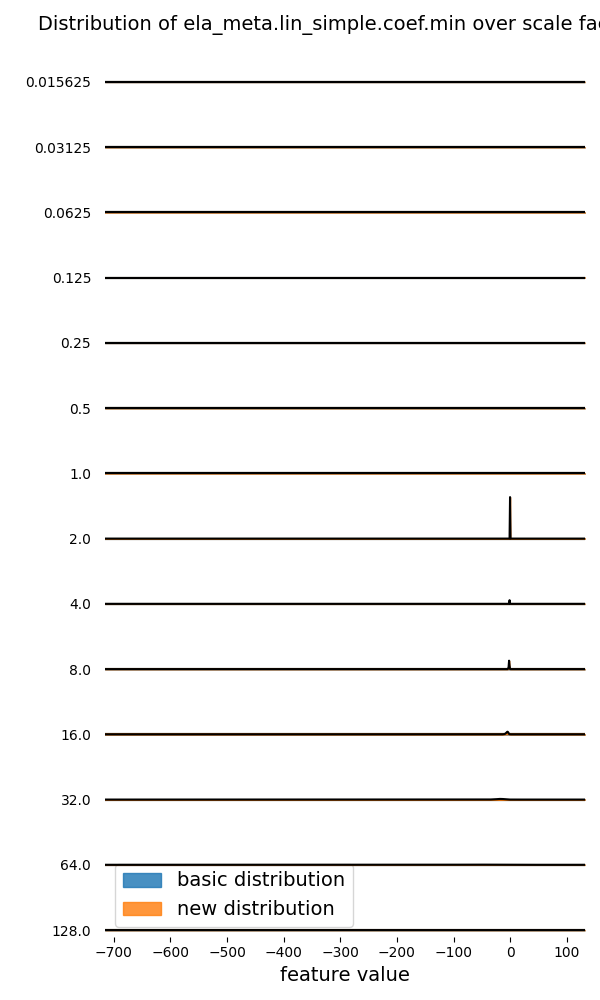 Distribution of ela_meta.lin_simple.coef.min over scale
0.015625
0.03125
0.0625
0.125
0.25
0.5
1.0
2.0
4.0
8.0
16.0
32.0
64.0
basic distribution
new distribution
128.0
−700 −600 −500 −400 −300 −200 −100 0 100
feature value